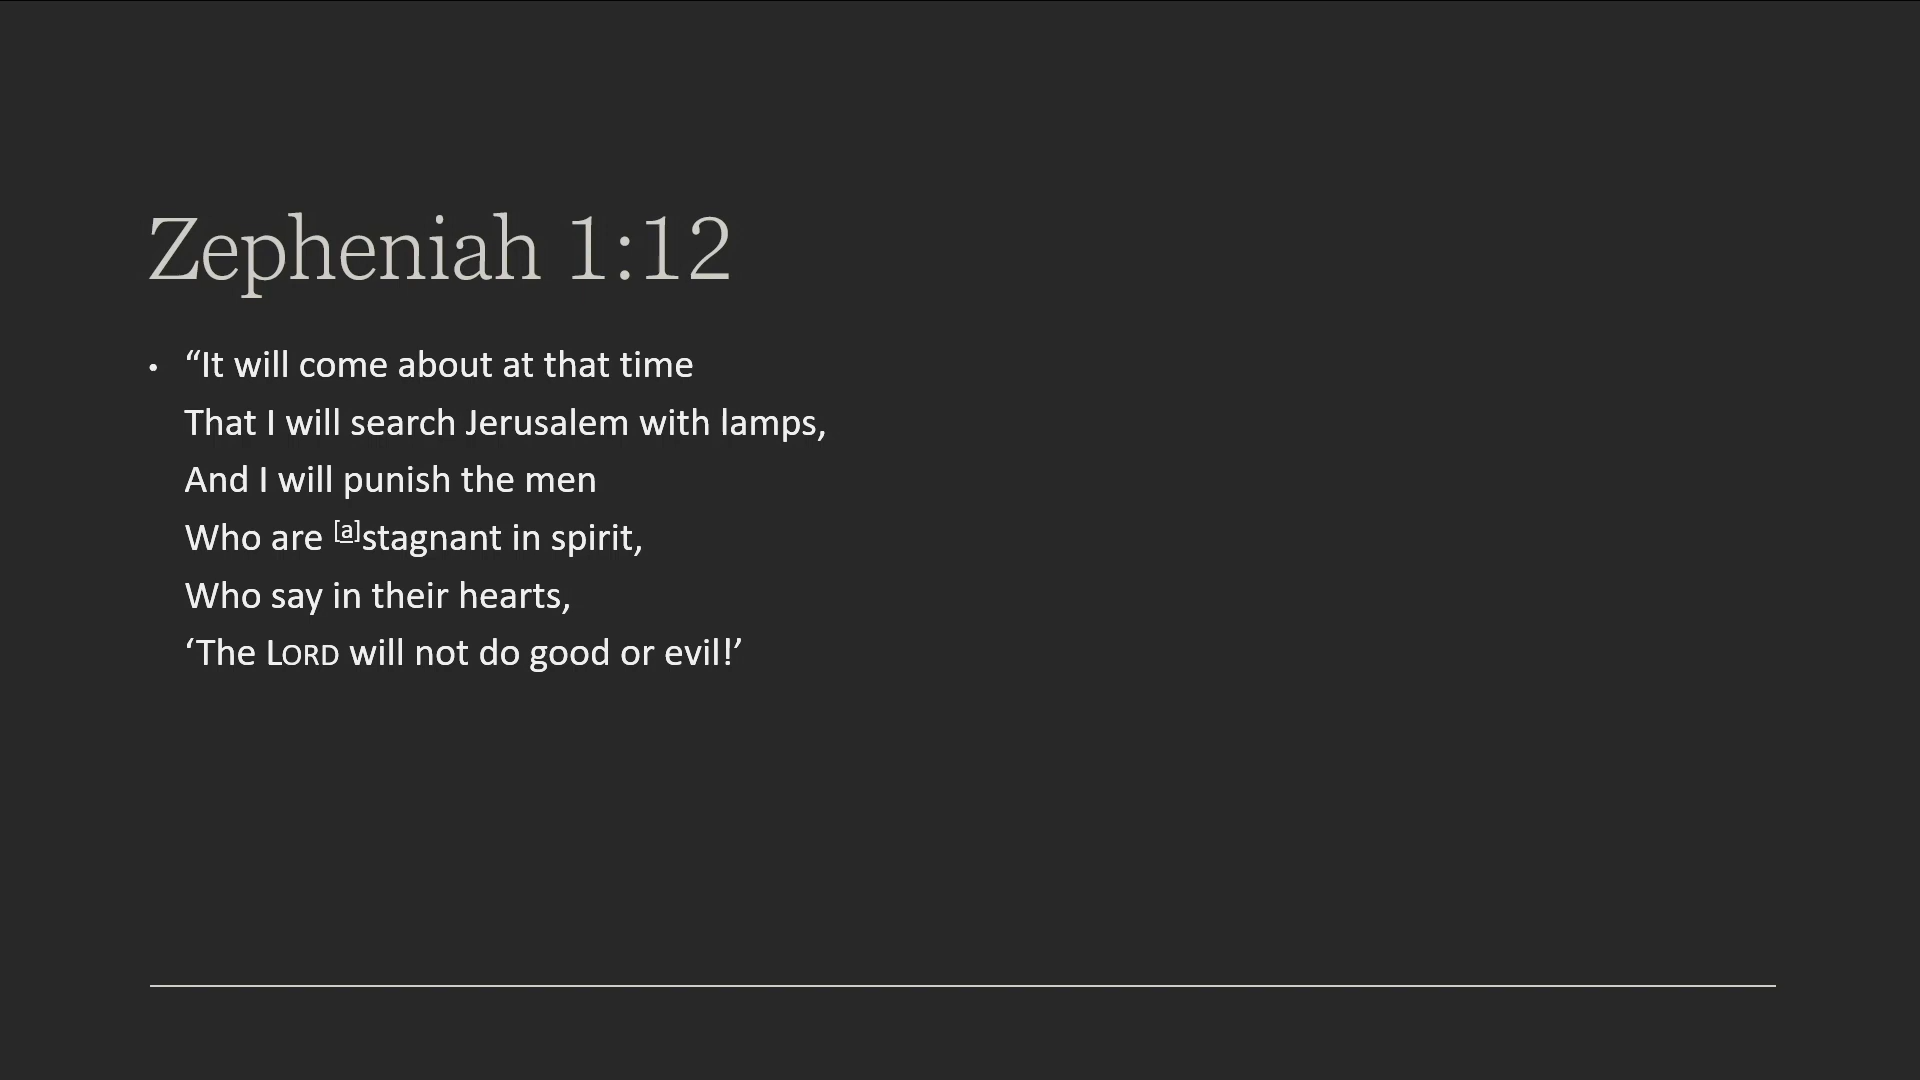 Zepheniah 1:12
• “It will come about at that time
That I will search Jerusalem with lamps,
And I will punish the men
Who are [a]stagnant in spirit,
Who say in their hearts,
‘The LORD will not do good or evil!’